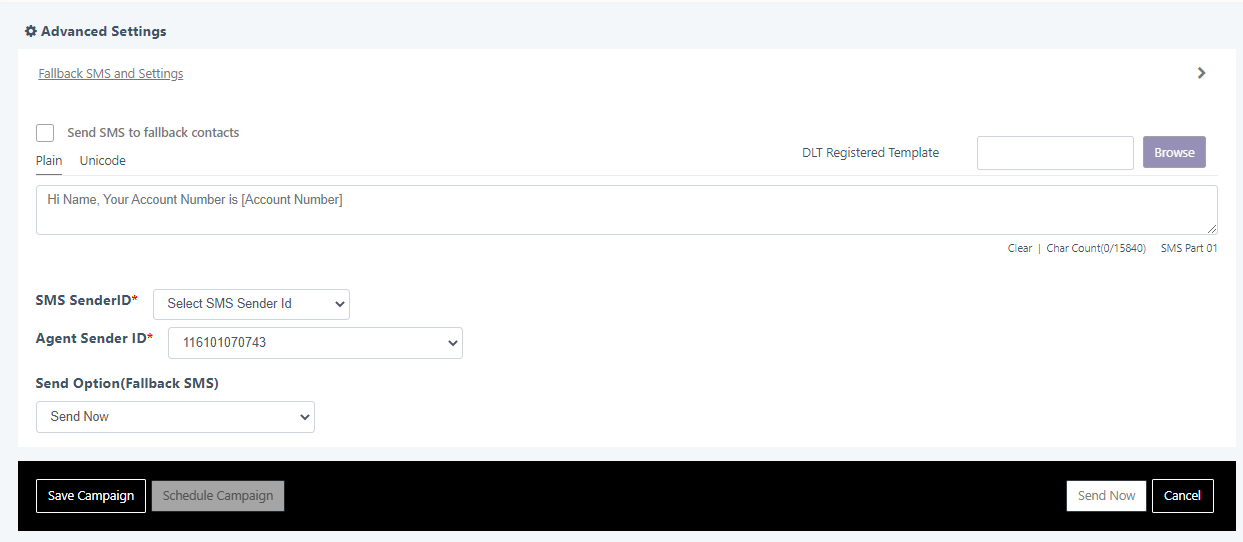 Advanced Settings
Fallback SMS and Settings
Send SMS to fallback contacts
Plain Unicode
DLT Registered Template Browse
Hi Name, Your Account Number is [Account Number]
Clear | Char Count(0/15840) SMS Part 01
SMS SenderID* Select SMS Sender Id
Agent Sender ID* 116101070743
Send Option(Fallback SMS)
Send Now
Save Campaign Schedule Campaign Send Now Cancel